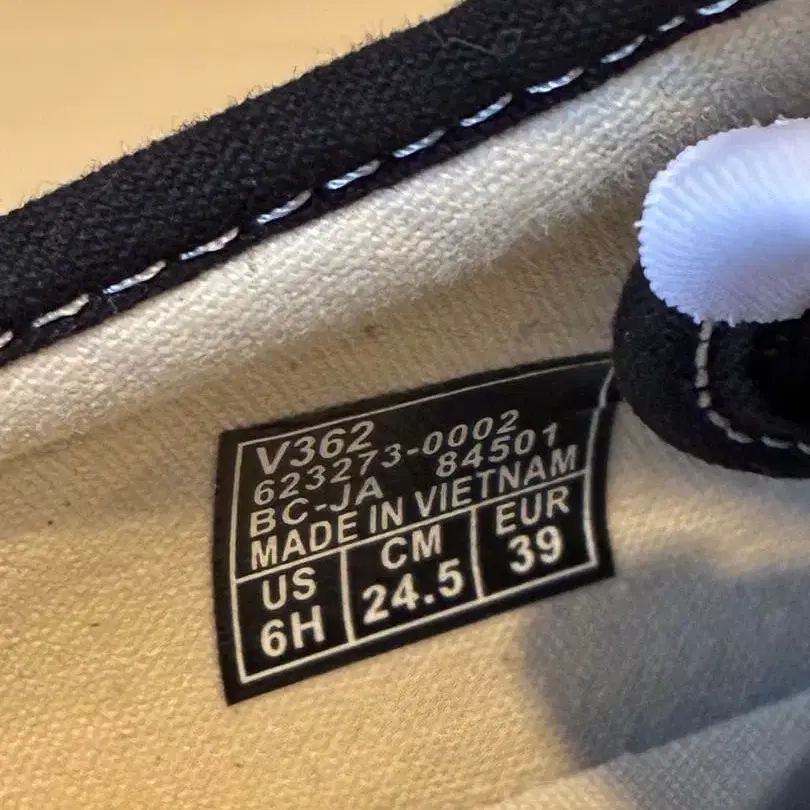 V362
623273-0002
BC-JA 84501
MADE IN VIETNAM
US CM EUR
6H 24.5 39